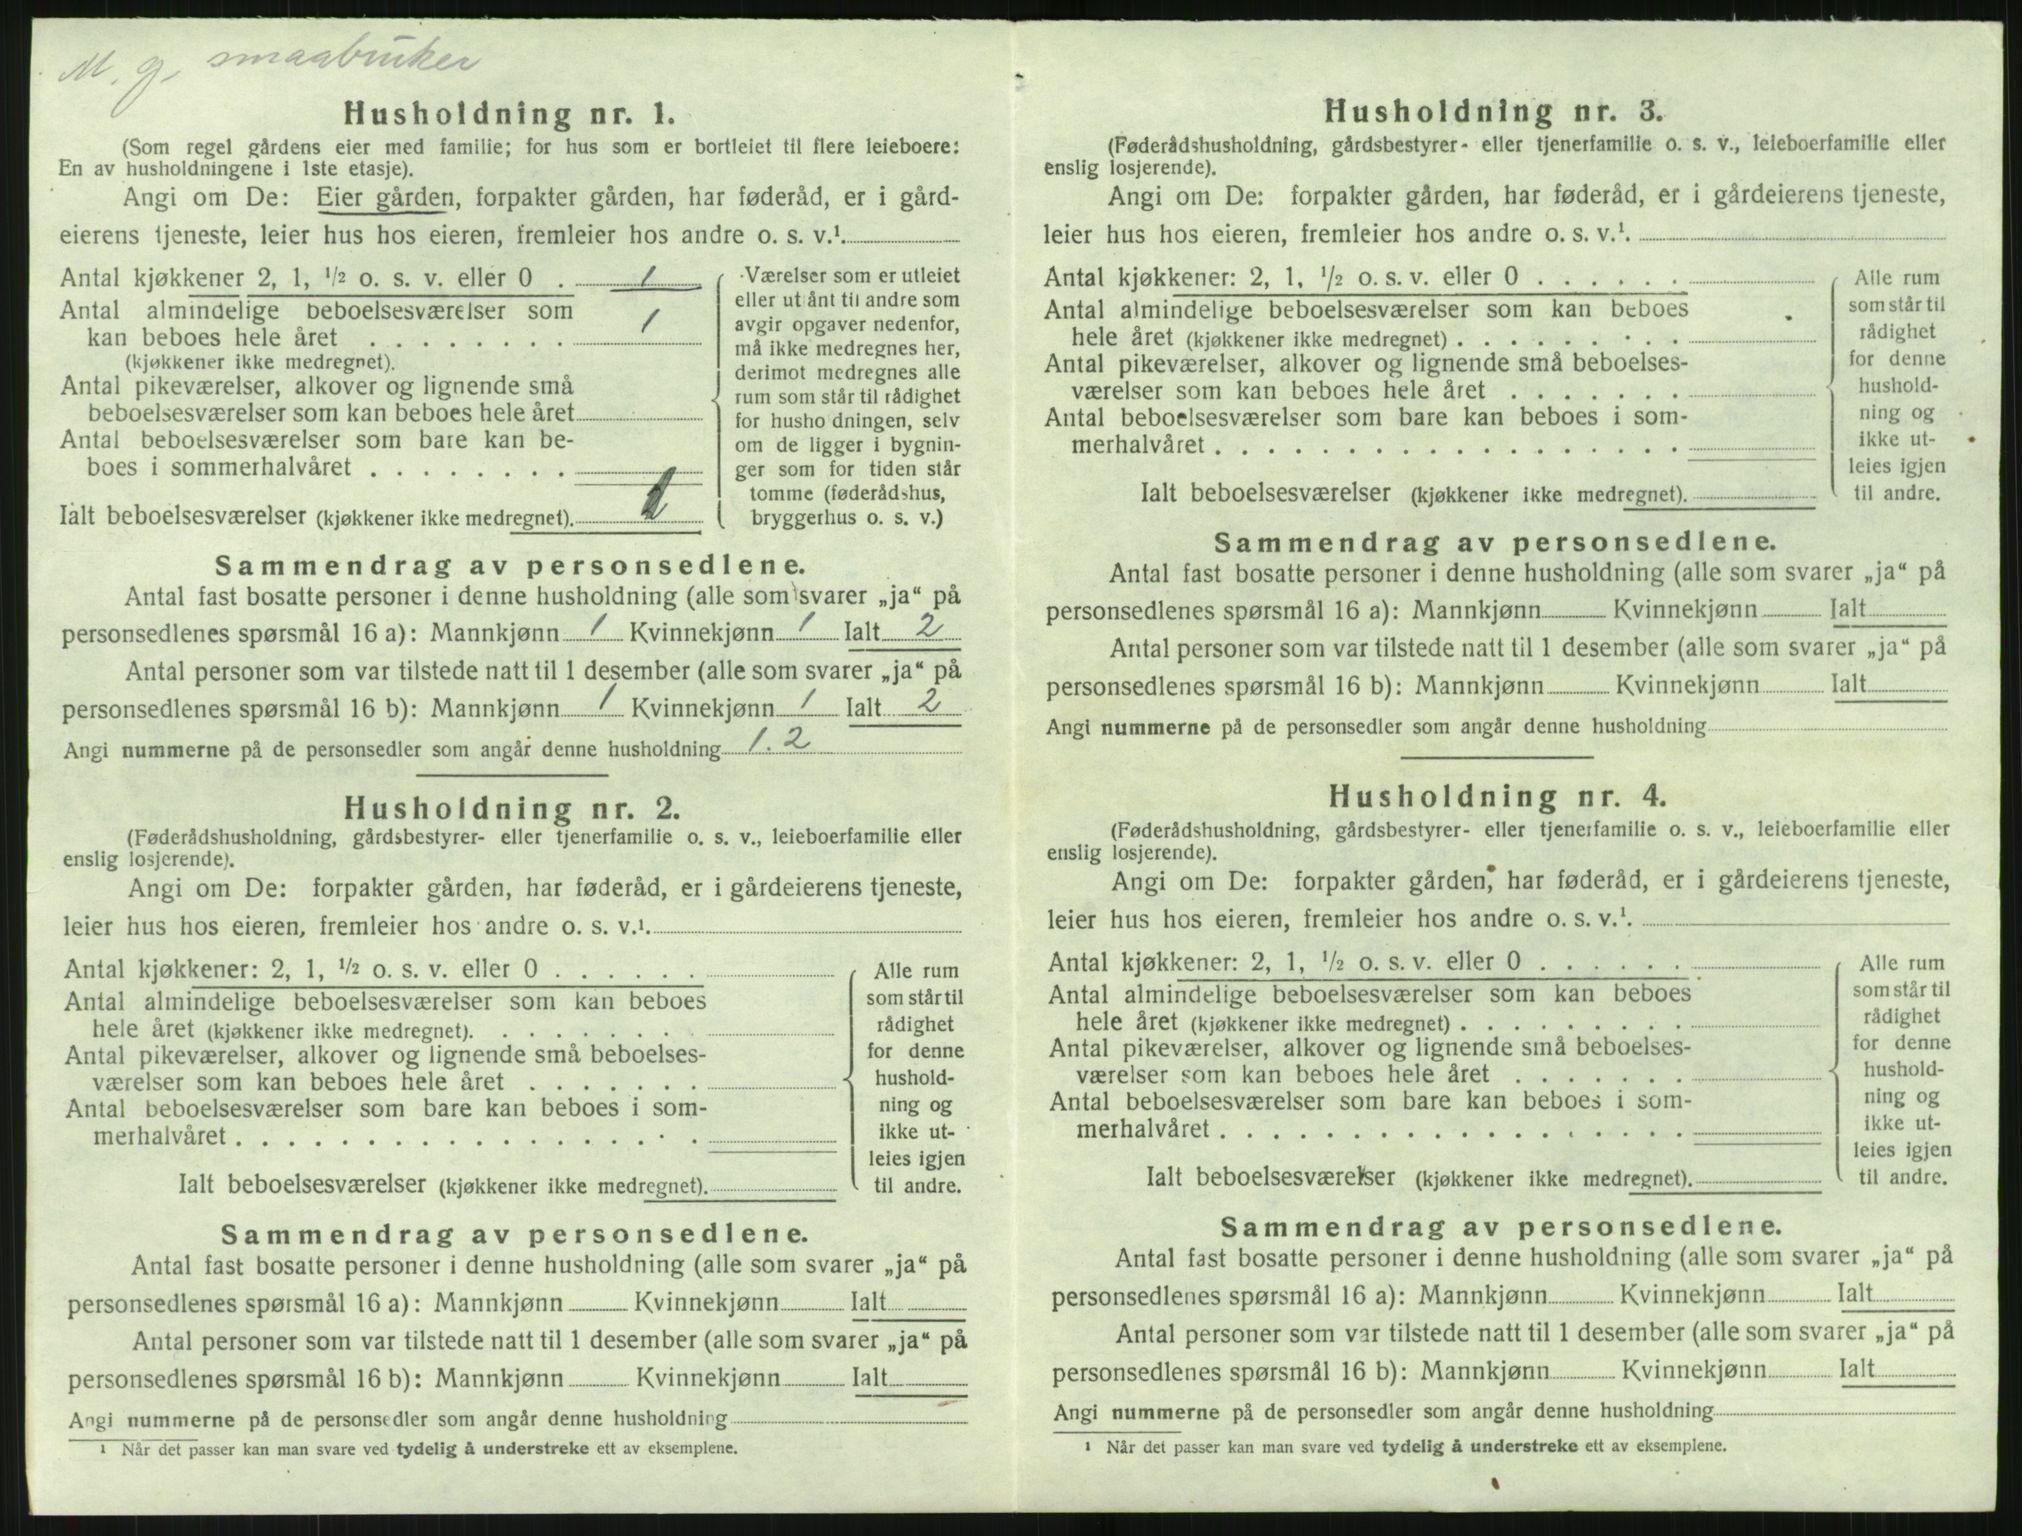 M. g. smaabruker
Husholdning nr. 1.
(Som regel gårdens eier med familie; for hus som er bortleiet til flere leieboere:
En av husholdningene i 1ste etasje).
Angi om De: Eier gården, forpakter gården, har føderåd, er i gård-
eierens tjeneste, leier hus hos eieren, fremleier hos andre o. s. v.¹
Antal kjøkkener 2, 1, ½ o. s. v. eller 0 . 1
Antal almindelige beboelsesværelser som
kan beboes hele året . . . . . . . . 1
(kjøkkener ikke medregnet).
Antal pikeværelser, alkover og lignende små
beboelsesværelser som kan beboes hele året
Antal beboelsesværelser som bare kan be-
boes i sommerhalvåret . . . . . . . .
Ialt beboelsesværelser (kjøkkener ikke medregnet).
Værelser som er utleiet
eller utlånt til andre som
avgir opgaver nedenfor,
må ikke medregnes her,
derimot medregnes alle
rum som står til rådighet
for husholdningen, selv
om de ligger i bygnin-
ger som for tiden står
tomme (føderådshus,
bryggerhus o. s. v.)
Sammendrag av personsedlene.
Antal fast bosatte personer i denne husholdning (alle som svarer „ja“ på
personsedlenes spørsmål 16 a): Mannkjønn 1 Kvinnekjønn 1 Ialt 2
Antal personer som var tilstede natt til 1 desember (alle som svarer „ja“ på
personsedlenes spørsmål 16 b): Mannkjønn 1 Kvinnekjønn 1 Ialt 2
Angi nummerne på de personsedler som angår denne husholdning 1. 2
Husholdning nr. 2.
(Føderådshusholdning, gårdsbestyrer- eller tjenerfamilie o. s. v., leieboerfamilie eller
enslig losjerende).
Angi om De: forpakter gården, har føderåd, er i gårdeierens tjeneste,
leier hus hos eieren, fremleier hos andre o. s. v.¹.
Antal kjøkkener: 2, 1, ½ o. s. v. eller 0 . . . . . .
Antal almindelige beboelsesværelser som kan beboes
hele året (kjøkkener ikke medregnet). . . . . . . .
Antal pikeværelser, alkover og lignende små beboelses-
værelser som kan beboes hele året . . . . . . .
Antal beboelsesværelser som bare kan beboes i som-
merhalvåret . . . . . . . . . . . . . . . . . .
Ialt beboelsesværelser (kjøkkener ikke medregnet).
Alle rum
som står til
rådighet
for denne
hushold-
ning og
ikke ut-
leies igjen
til andre.
Sammendrag av personsedlene.
Antal fast bosatte personer i denne husholdning (alle som svarer „ja“ på
personsedlenes spørsmål 16 a): Mannkjønn Kvinnekjønn Ialt
Antal personer som var tilstede natt til 1 desember (alle som svarer „ja“ på
personsedlenes spørsmål 16 b): Mannkjønn Kvinnekjønn Ialt
Angi nummerne på de personsedler som angår denne husholdning
¹ Når det passer kan man svare ved tydelig å understreke ett av eksemplene.
Husholdning nr. 3.
(Føderådshusholdning, gårdsbestyrer- eller tjenerfamilie o. s. v., leieboerfamilie eller
enslig losjerende).
Angi om De: forpakter gården, har føderåd, er i gårdeierens tjeneste,
leier hus hos eieren, fremleier hos andre o. s. v.¹.
Antal kjøkkener: 2, 1, ½ o. s. v. eller 0 . . . . . .
Antal almindelige beboelsesværelser som kan beboes
hele året (kjøkkener ikke medregnet) . . . . . . . .
Antal pikeværelser, alkover og lignende små beboelses-
værelser som kan beboes hele året . . . . . . .
Antal beboelsesværelser som bare kan beboes i som-
merhalvåret . . . . . . . . . . . . . . . . . .
Ialt beboelsesværelser (kjøkkener ikke medregnet).
Alle rum
som står til
rådighet
for denne
hushold-
ning og
ikke ut-
leies igjen
til andre.
Sammendrag av personsedlene.
Antal fast bosatte personer i denne husholdning (alle som svarer „ja“ på
personsedlenes spørsmål 16 a): Mannkjønn Kvinnekjønn Ialt
Antal personer som var tilstede natt til 1 desember (alle som svarer „ja“ på
personsedlenes spørsmål 16 b): Mannkjønn Kvinnekjønn Ialt
Angi nummerne på de personsedler som angår denne husholdning
Husholdning nr. 4.
(Føderådshusholdning, gårdsbestyrer- eller tjenerfamilie o. s. v., leieboerfamilie eller
enslig losjerende).
Angi om De: forpakter gården, har føderåd, er i gårdeierens tjeneste,
leier hus hos eieren, fremleier hos andre o. s. v.¹.
Antal kjøkkener: 2, 1, ½ o. s. v. eller 0 . . . . . .
Antal almindelige beboelsesværelser som kan beboes
hele året (kjøkkener ikke medregnet) . . . . . . . .
Antal pikeværelser, alkover og lignende små beboelses-
værelser som kan beboes hele året . . . . . . .
Antal beboelsesværelser som bare kan beboes i som-
merhalvåret . . . . . . . . . . . . . . . . . .
Ialt beboelsesværelser (kjøkkener ikke medregnet).
Alle rum
som står til
rådighet
for denne
hushold-
ning og
ikke ut-
leies igjen
til andre.
Sammendrag av personsedlene.
Antal fast bosatte personer i denne husholdning (alle som svarer „ja“ på
personsedlenes spørsmål 16 a): Mannkjønn Kvinnekjønn Ialt
Antal personer som var tilstede natt til 1 desember (alle som svarer „ja“ på
personsedlenes spørsmål 16 b): Mannkjønn Kvinnekjønn Ialt
Angi nummerne på de personsedler som angår denne husholdning
¹ Når det passer kan man svare ved tydelig å understreke ett av eksemplene.